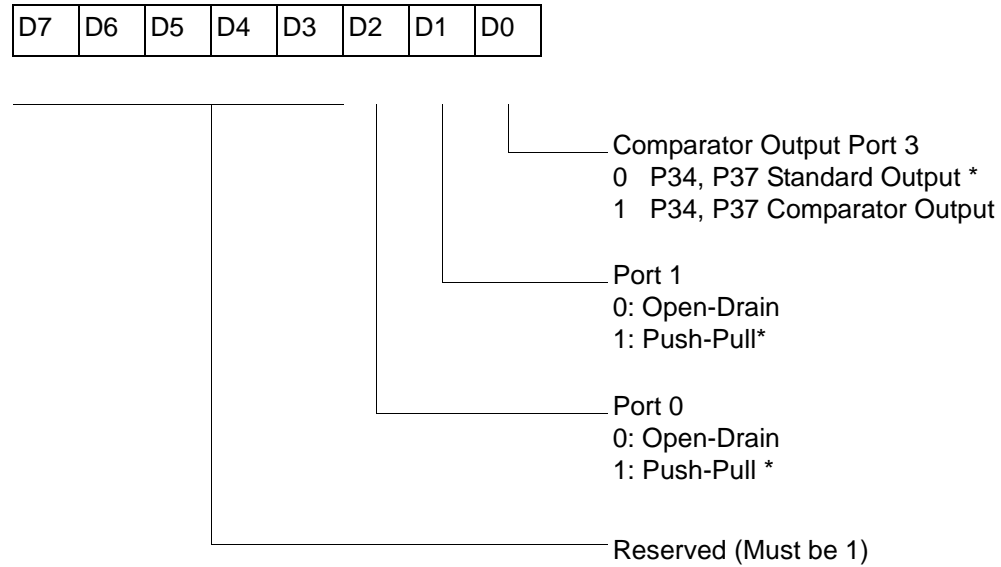 D7 D6 D5 D4 D3 D2 D1 D0
Comparator Output Port 3
0 P34, P37 Standard Output *
1 P34, P37 Comparator Output
Port 1
0: Open-Drain
1: Push-Pull*
Port 0
0: Open-Drain
1: Push-Pull *
Reserved (Must be 1)